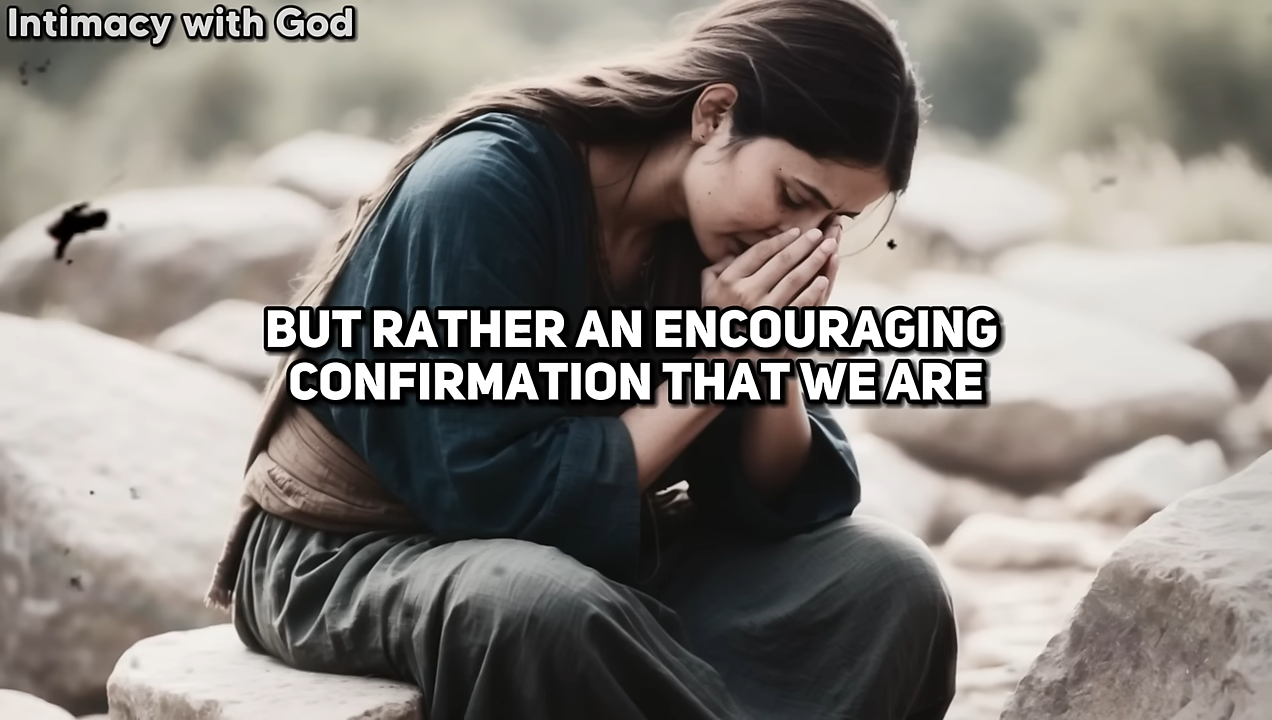 Intimacy with God
BUT RATHER AN ENCOURAGING
CONFIRMATION THAT WE ARE